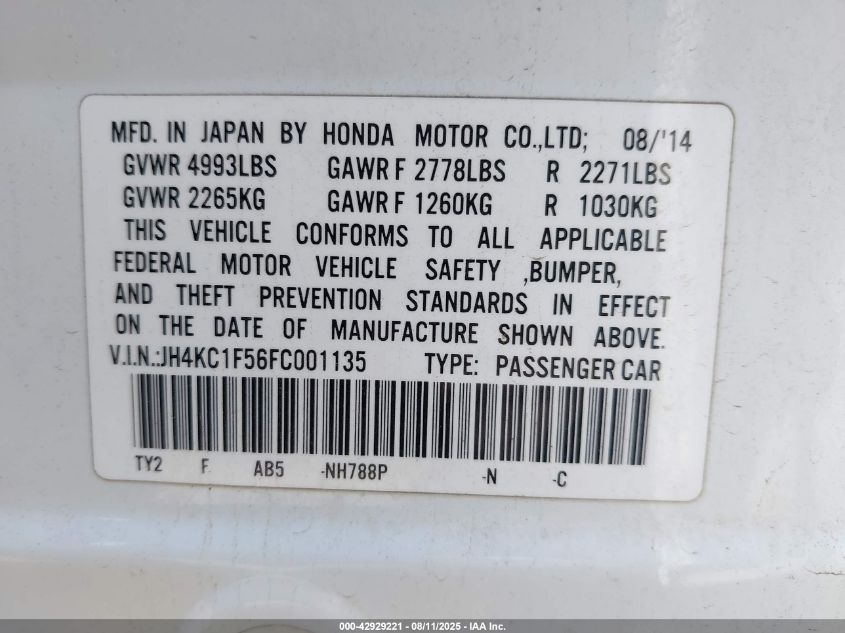 MFD. IN JAPAN BY HONDA MOTOR CO.,LTD; 08/'14
GVWR 4993LBS GAWR F 2778LBS R 2271LBS
GVWR 2265KG GAWR F 1260KG R 1030KG
THIS VEHICLE CONFORMS TO ALL APPLICABLE
FEDERAL MOTOR VEHICLE SAFETY ,BUMPER,
AND THEFT PREVENTION STANDARDS IN EFFECT
ON THE DATE OF MANUFACTURE SHOWN ABOVE.
V.I.N.:JH4KC1F56FC001135 TYPE: PASSENGER CAR
TY2 F AB5 -NH788P -N -C
000-42929221 - 08/11/2025 - IAA Inc.